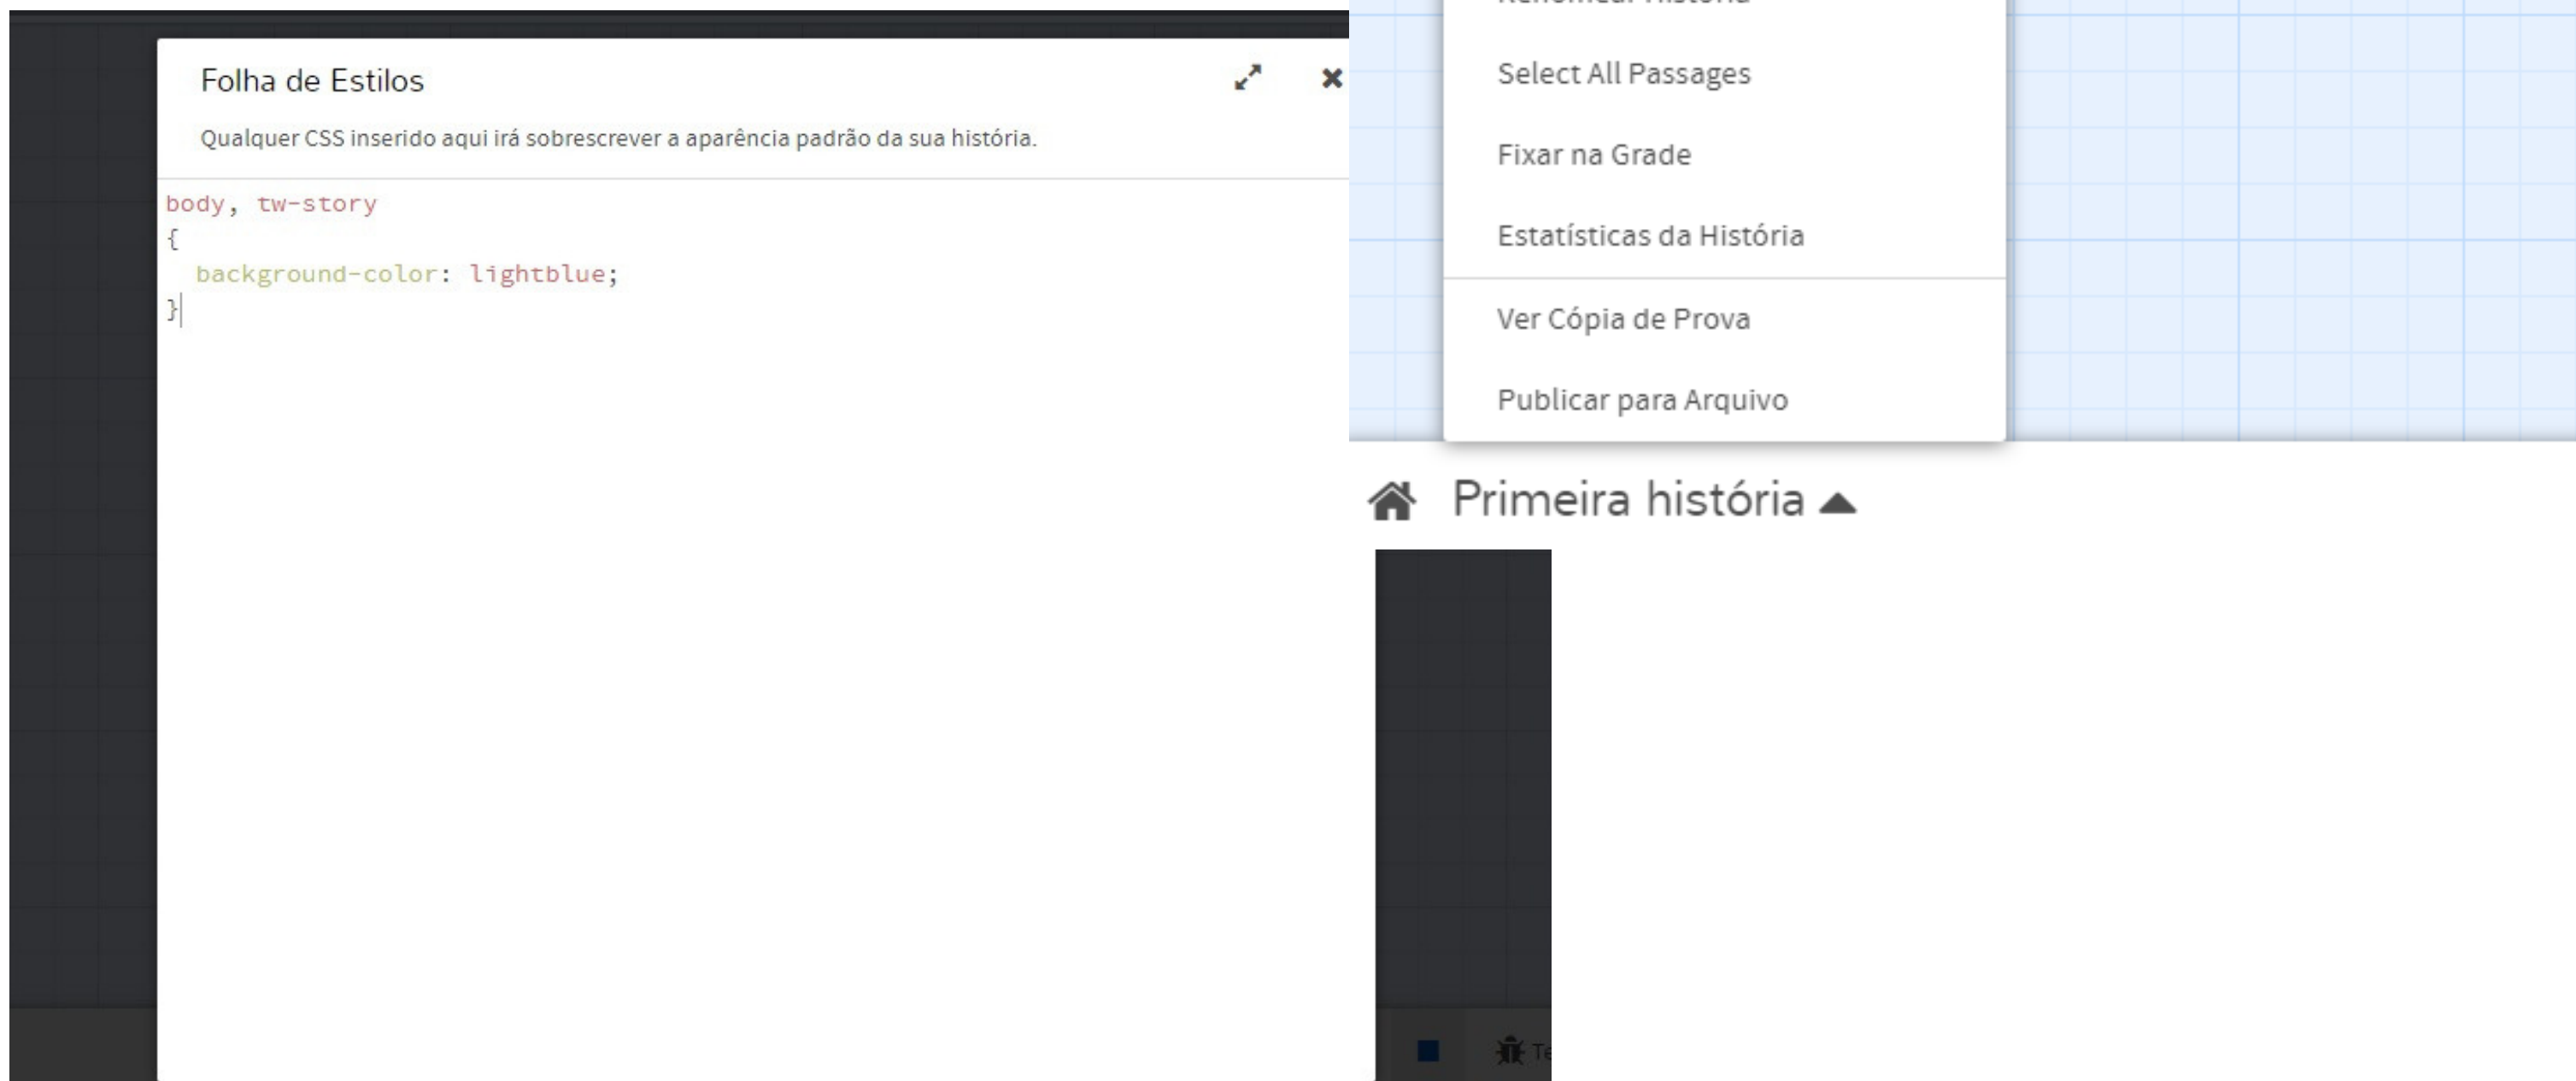 Folha de Estilos
Qualquer CSS inserido aqui irá sobrescrever a aparência padrão da sua história.
body, tw-story
{
background-color: lightblue;
}
Select All Passages
Fixar na Grade
Estatísticas da História
Ver Cópia de Prova
Publicar para Arquivo
Primeira história